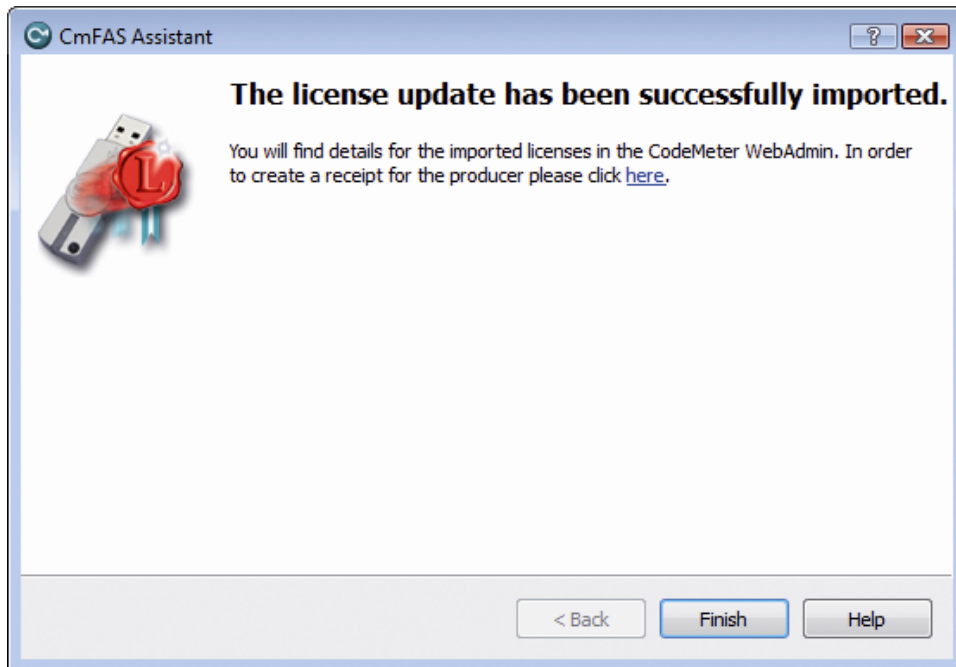 CmFAS Assistant
?
The license update has been successfully imported.
You will find details for the imported licenses in the CodeMeter WebAdmin. In order
to create a receipt for the producer please click here.
L
< Back
Finish
Help